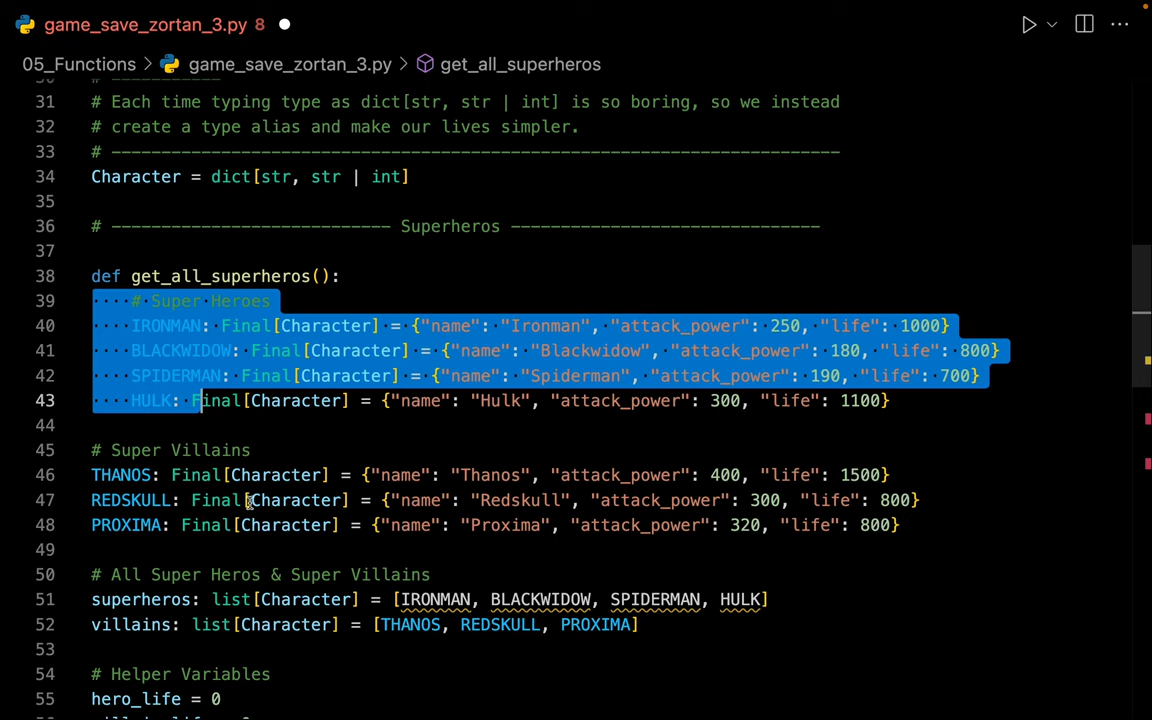 game_save_zortan_3.py 8
05_Functions > game_save_zortan_3.py > get_all_superheros
31 # Each time typing type as dict[str, str | int] is so boring, so we instead
32 # create a type alias and make our lives simpler.
33 # -------------------------------------------------------------------------
34 Character = dict[str, str | int]
35
36 # ---------------------------- Superheros -------------------------------
37
38 def get_all_superheros():
39 # Super Heroes
40 IRONMAN: Final[Character] = {"name": "Ironman", "attack_power": 250, "life": 1000}
41 BLACKWIDOW: Final[Character] = {"name": "Blackwidow", "attack_power": 180, "life": 800}
42 SPIDERMAN: Final[Character] = {"name": "Spiderman", "attack_power": 190, "life": 700}
43 HULK: Final[Character] = {"name": "Hulk", "attack_power": 300, "life": 1100}
44
45 # Super Villains
46 THANOS: Final[Character] = {"name": "Thanos", "attack_power": 400, "life": 1500}
47 REDSKULL: Final[Character] = {"name": "Redskull", "attack_power": 300, "life": 800}
48 PROXIMA: Final[Character] = {"name": "Proxima", "attack_power": 320, "life": 800}
49
50 # All Super Heros & Super Villains
51 superheros: list[Character] = [IRONMAN, BLACKWIDOW, SPIDERMAN, HULK]
52 villains: list[Character] = [THANOS, REDSKULL, PROXIMA]
53
54 # Helper Variables
55 hero_life = 0